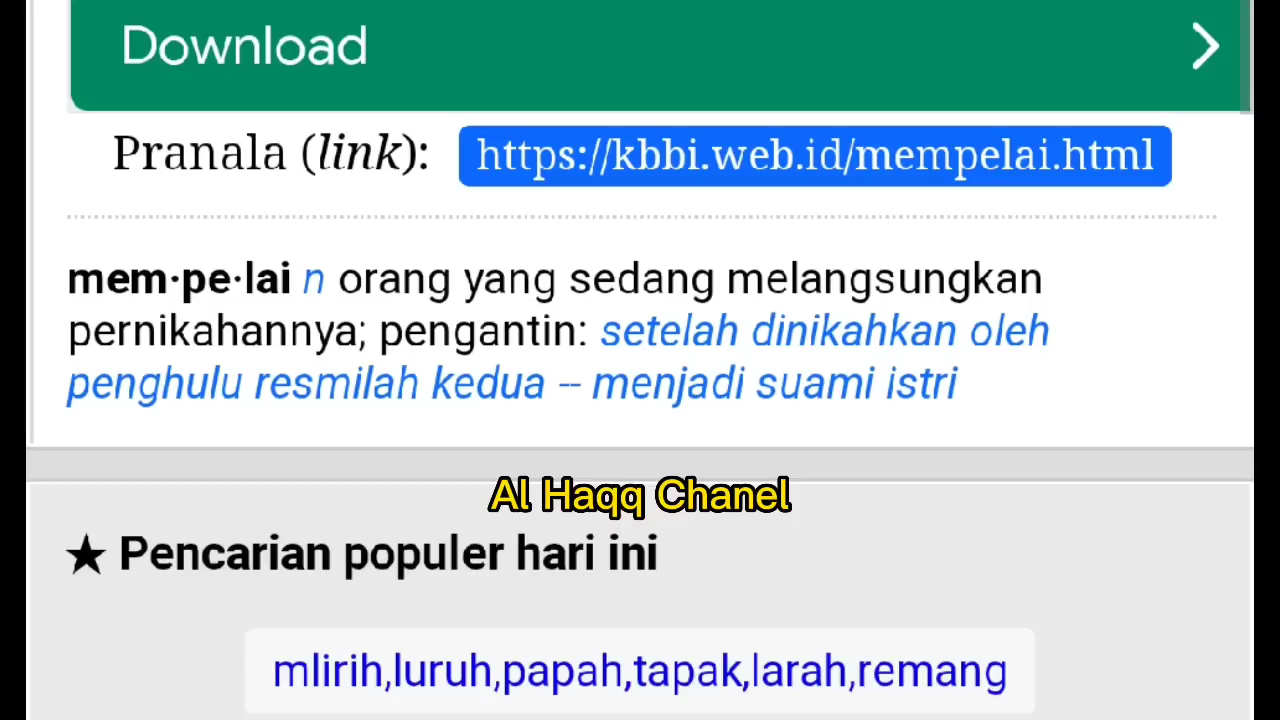 Download
Pranala (link): https://kbbi.web.id/mempelai.html
mem·pe·lai n orang yang sedang melangsungkan
pernikahannya; pengantin: setelah dinikahkan oleh
penghulu resmilah kedua -- menjadi suami istri
Al Haqq Chanel
★ Pencarian populer hari ini
mlirih,luruh,papah,tapak,larah,remang